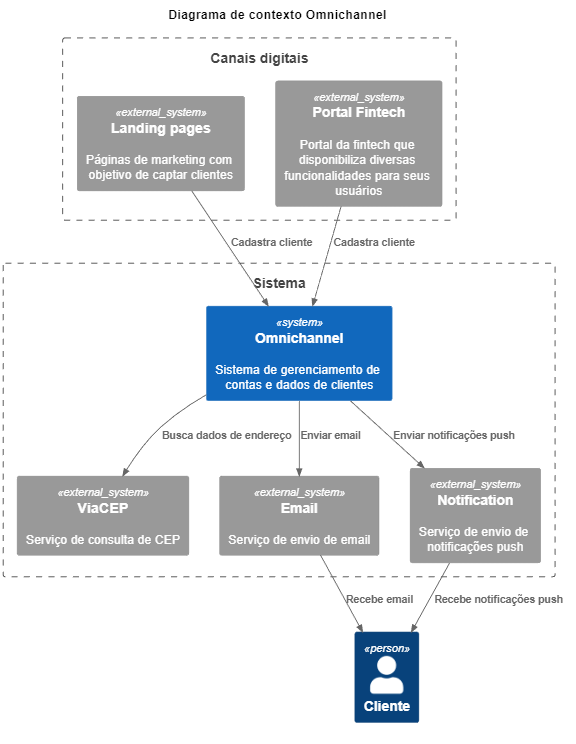 Diagrama de contexto Omnichannel
Canais digitais
«external_system»
Landing pages
Páginas de marketing com
objetivo de captar clientes
«external_system»
Portal Fintech
Portal da fintech que
disponibiliza diversas
funcionalidades para seus
usuários
Cadastra cliente
Cadastra cliente
Sistema
«system»
Omnichannel
Sistema de gerenciamento de
contas e dados de clientes
Busca dados de endereço
Enviar email
Enviar notificações push
«external_system»
ViaCEP
Serviço de consulta de CEP
«external_system»
Email
Serviço de envio de email
«external_system»
Notification
Serviço de envio de
notificações push
Recebe email
Recebe notificações push
«person»
Cliente